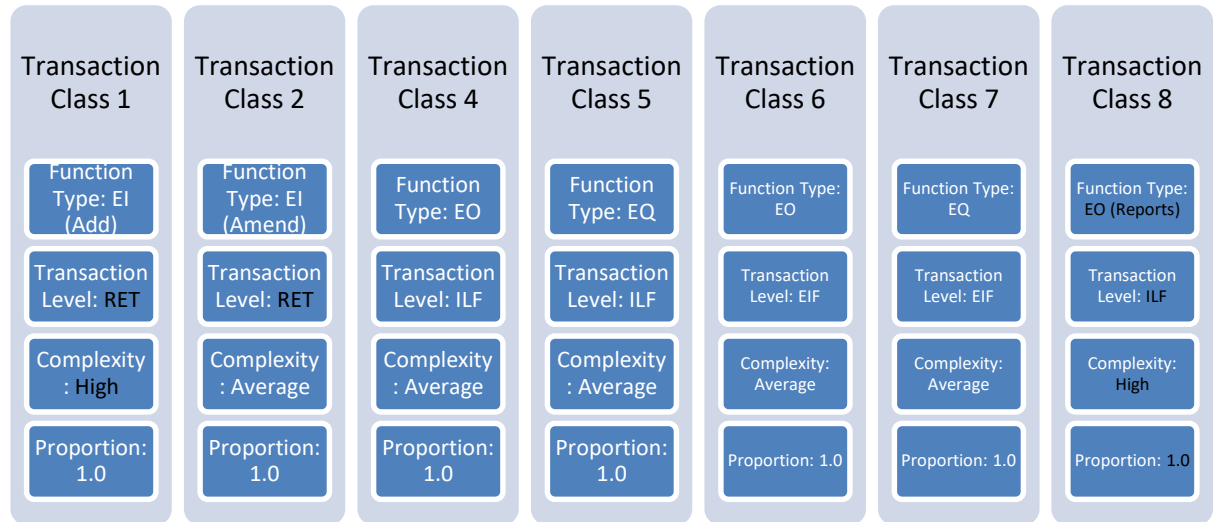 Transaction
Class 1
Function
Type: EI
(Add)
Transaction
Level: RET
Complexity
: High
Proportion:
1.0
Transaction
Class 2
Function
Type: EI
(Amend)
Transaction
Level: RET
Complexity
: Average
Proportion:
1.0
Transaction
Class 4
Function
Type: EO
Transaction
Level: ILF
Complexity
: Average
Proportion:
1.0
Transaction
Class 5
Function
Type: EQ
Transaction
Level: ILF
Complexity
: Average
Proportion:
1.0
Transaction
Class 6
Function Type:
EO
Transaction
Level: EIF
Complexity:
Average
Proportion: 1.0
Transaction
Class 7
Function Type:
EQ
Transaction
Level: EIF
Complexity:
Average
Proportion: 1.0
Transaction
Class 8
Function Type:
EO (Reports)
Transaction
Level: ILF
Complexity:
High
Proportion: 1.0